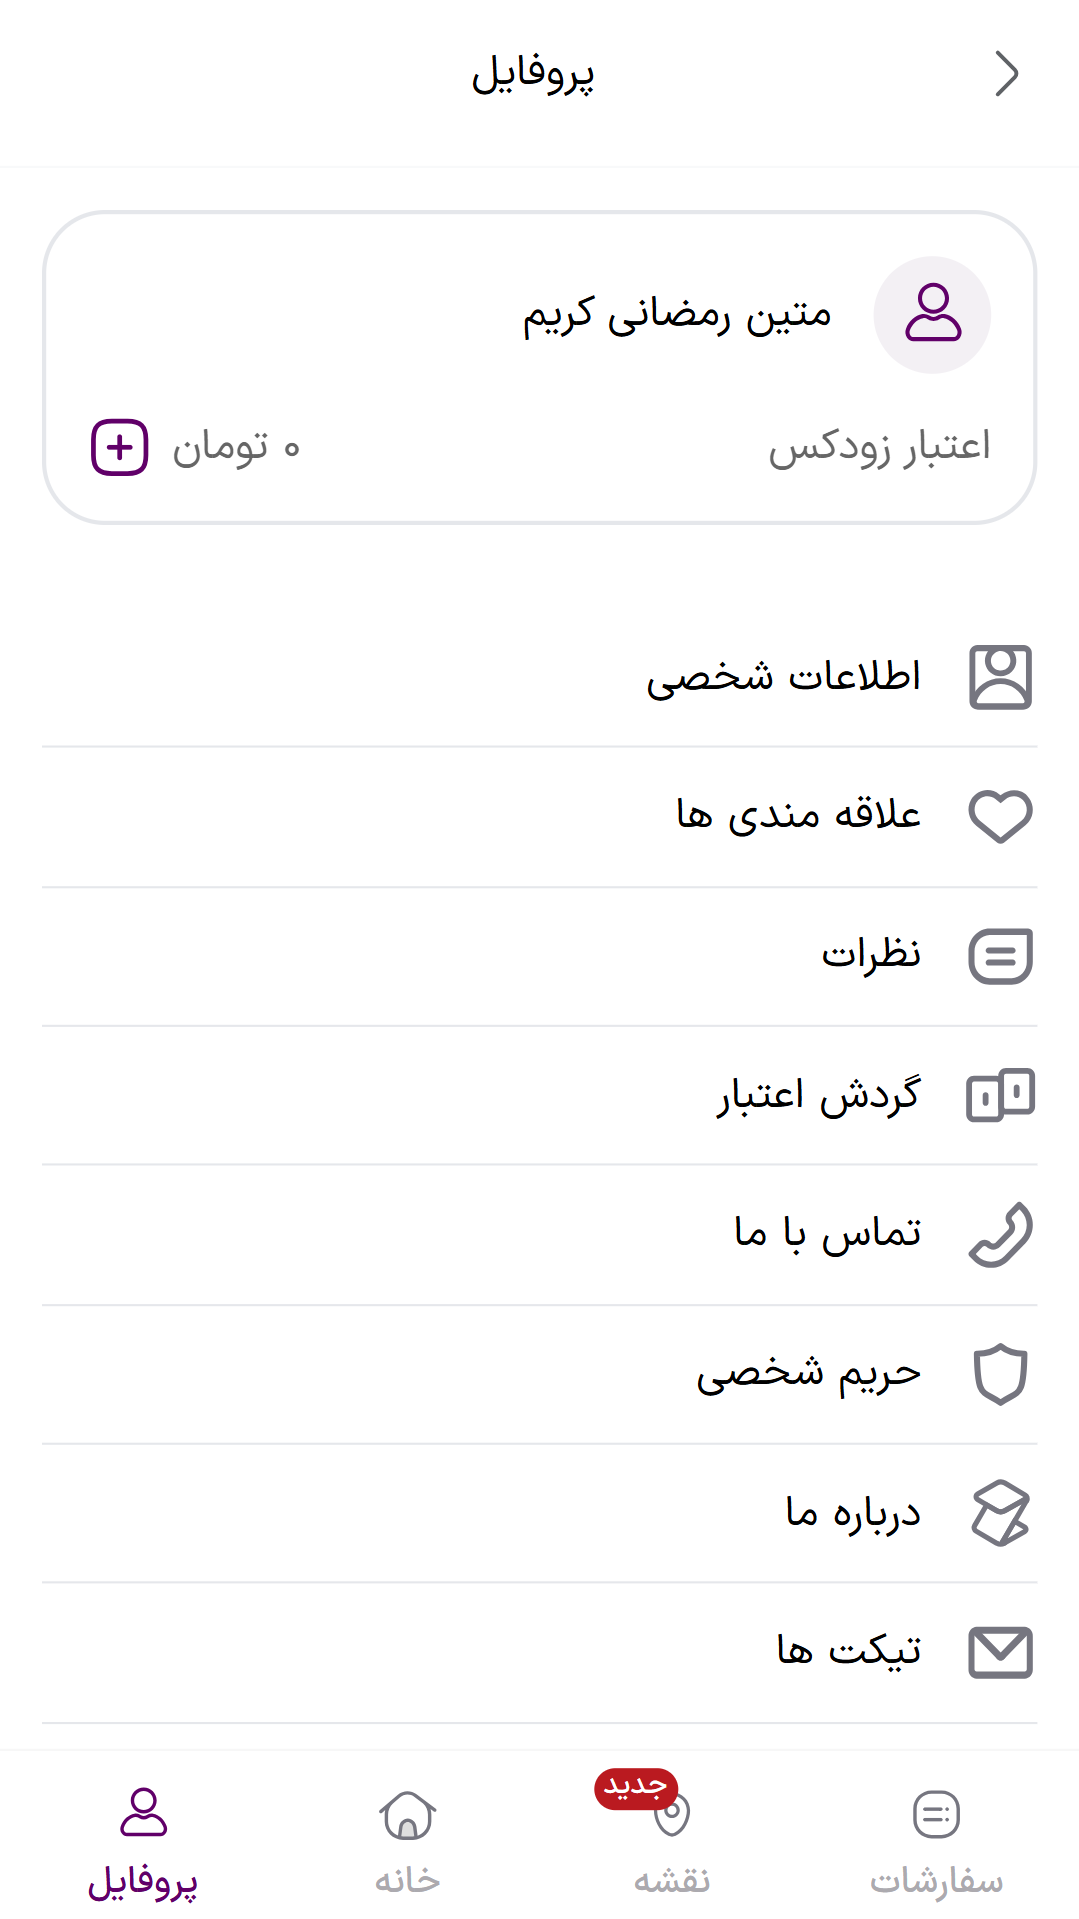 پروفایل
متین رمضانی کریم
اعتبار زودکس
۰ تومان
اطلاعات شخصی
علاقه مندی ها
نظرات
گردش اعتبار
تماس با ما
حریم شخصی
درباره ما
تیکت ها
جدید
سفارشات
نقشه
خانه
پروفایل